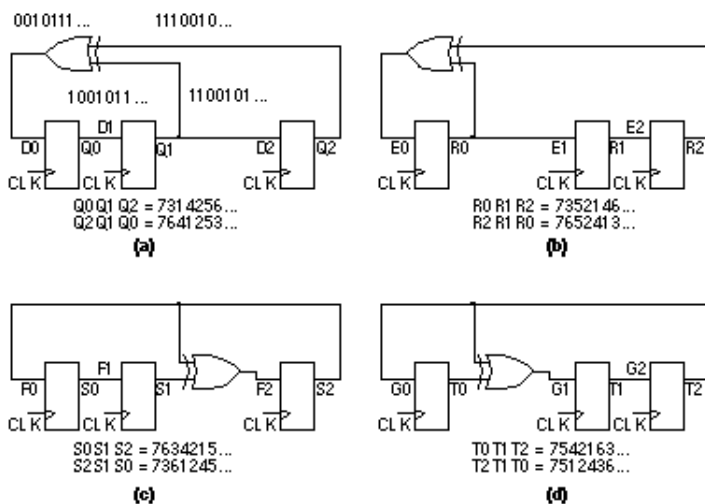 0010111 ...
1110010...
1001011 ...
1100101...
D1
D0
Q0
Q1
D2
Q2
CLK
CLK
CLK
Q0 Q1 Q2 = 7314256...
Q2 Q1 Q0 = 7641253...
(a)
E2
E0
R0
E1
R1
R2
CLK
CLK
CLK
R0 R1 R2 = 7352146...
R2 R1 R0 = 7652413...
(b)
F1
F0
S0
S1
F2
S2
CLK
CLK
CLK
S0 S1 S2 = 7634215...
S2 S1 S0 = 7361245...
(c)
G2
G0
T0
G1
T1
T2
CLK
CLK
CLK
T0 T1 T2 = 7542163...
T2 T1 T0 = 7512436...
(d)